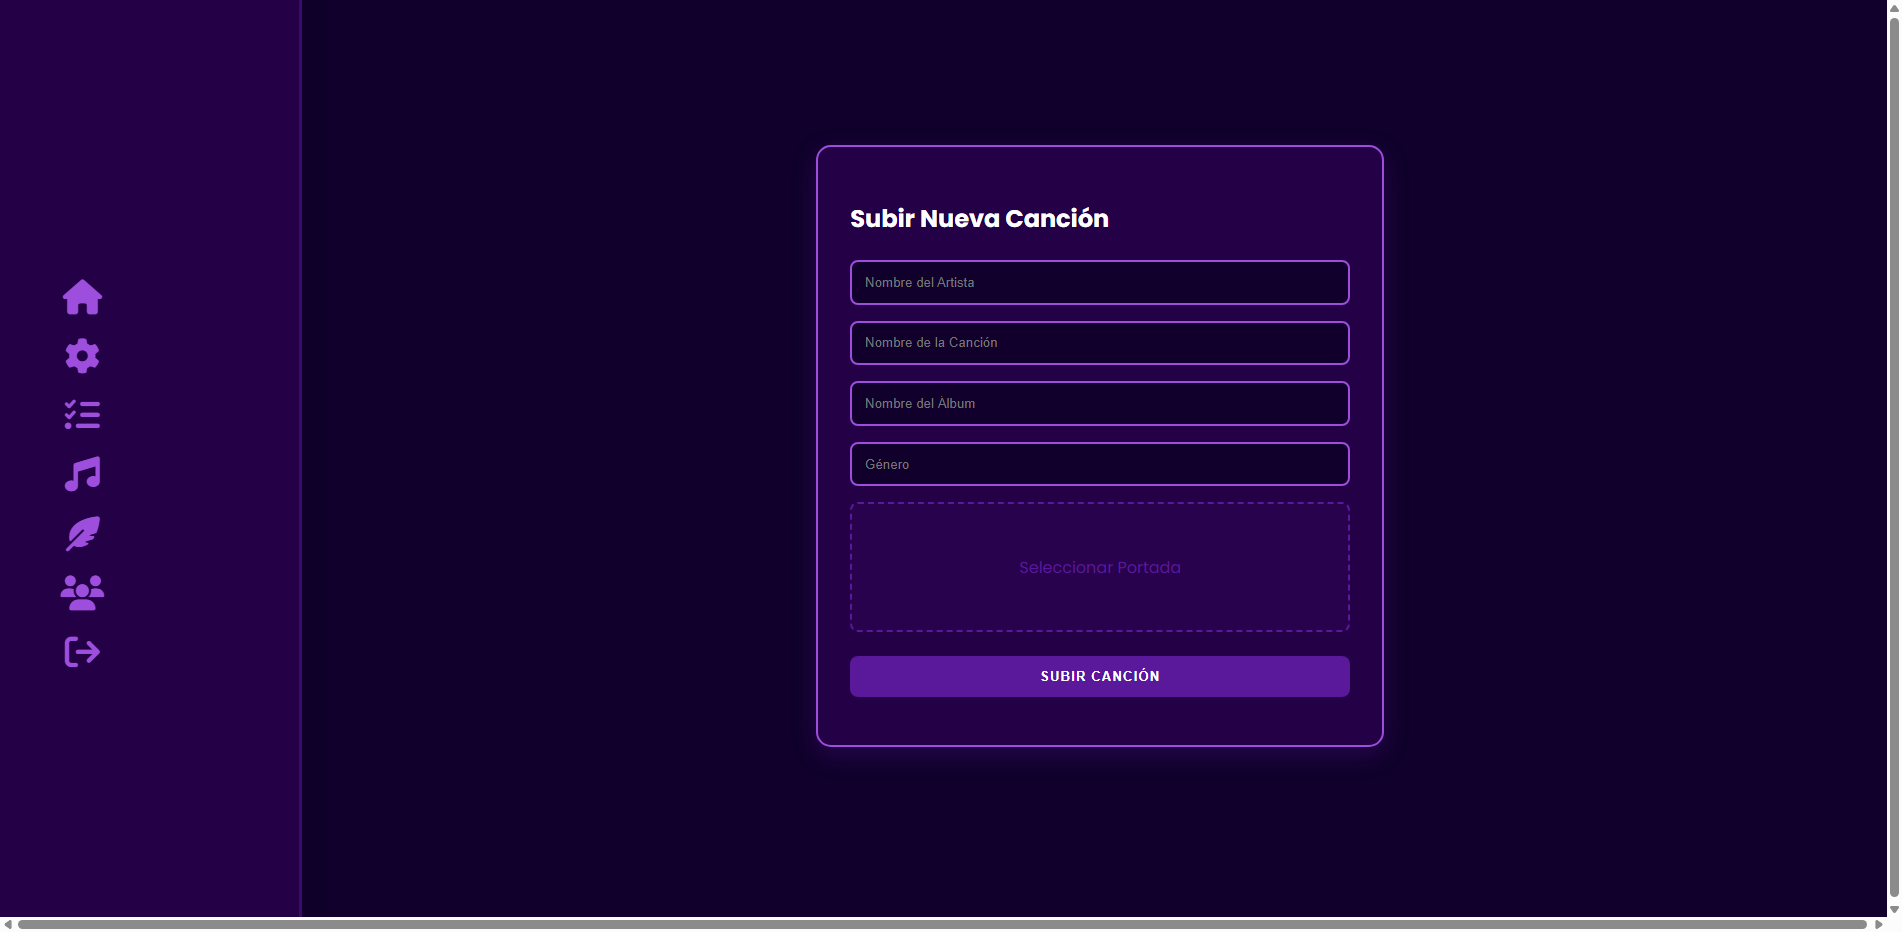 Subir Nueva Canción
Nombre del Artista
Nombre de la Canción
Nombre del Álbum
Género
Seleccionar Portada
SUBIR CANCIÓN